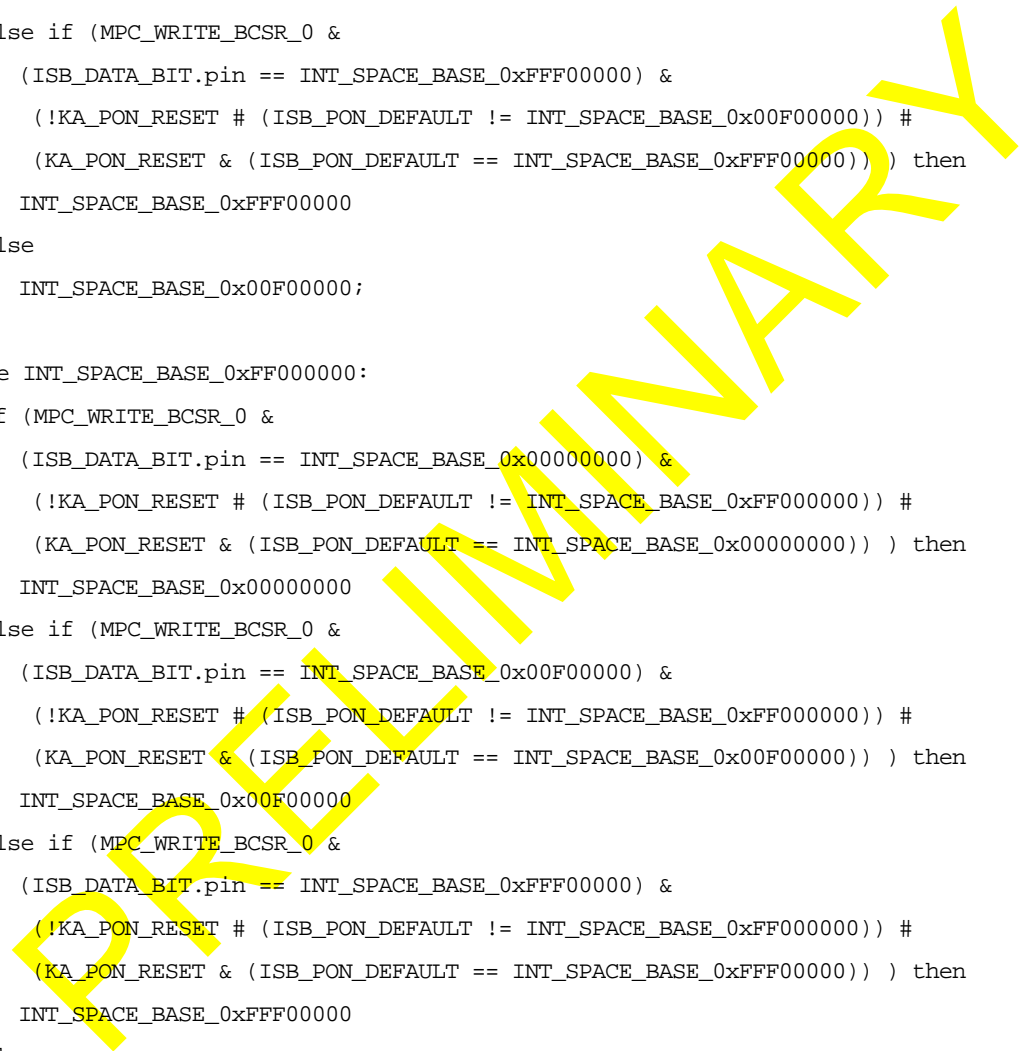 lse if (MPC_WRITE_BCSR_0 &
(ISB_DATA_BIT.pin == INT_SPACE_BASE_0xFFF00000) &
(!KA_PON_RESET # (ISB_PON_DEFAULT != INT_SPACE_BASE_0x00F00000)) #
(KA_PON_RESET & (ISB_PON_DEFAULT == INT_SPACE_BASE_0xFFF00000)) ) then
INT_SPACE_BASE_0xFFF00000
lse
INT_SPACE_BASE_0x00F00000;
e INT_SPACE_BASE_0xFF000000:
f (MPC_WRITE_BCSR_0 &
(ISB_DATA_BIT.pin == INT_SPACE_BASE_0x00000000) &
(!KA_PON_RESET # (ISB_PON_DEFAULT != INT_SPACE_BASE_0xFF000000)) #
(KA_PON_RESET & (ISB_PON_DEFAULT == INT_SPACE_BASE_0x00000000)) ) then
INT_SPACE_BASE_0x00000000
lse if (MPC_WRITE_BCSR_0 &
(ISB_DATA_BIT.pin == INT_SPACE_BASE_0x00F00000) &
(!KA_PON_RESET # (ISB_PON_DEFAULT != INT_SPACE_BASE_0xFF000000)) #
(KA_PON_RESET & (ISB_PON_DEFAULT == INT_SPACE_BASE_0x00F00000)) ) then
INT_SPACE_BASE_0x00F00000
lse if (MPC_WRITE_BCSR_0 &
(ISB_DATA_BIT.pin == INT_SPACE_BASE_0xFFF00000) &
(!KA_PON_RESET # (ISB_PON_DEFAULT != INT_SPACE_BASE_0xFF000000)) #
(KA_PON_RESET & (ISB_PON_DEFAULT == INT_SPACE_BASE_0xFFF00000)) ) then
INT_SPACE_BASE_0xFFF00000
PRELIMINARY